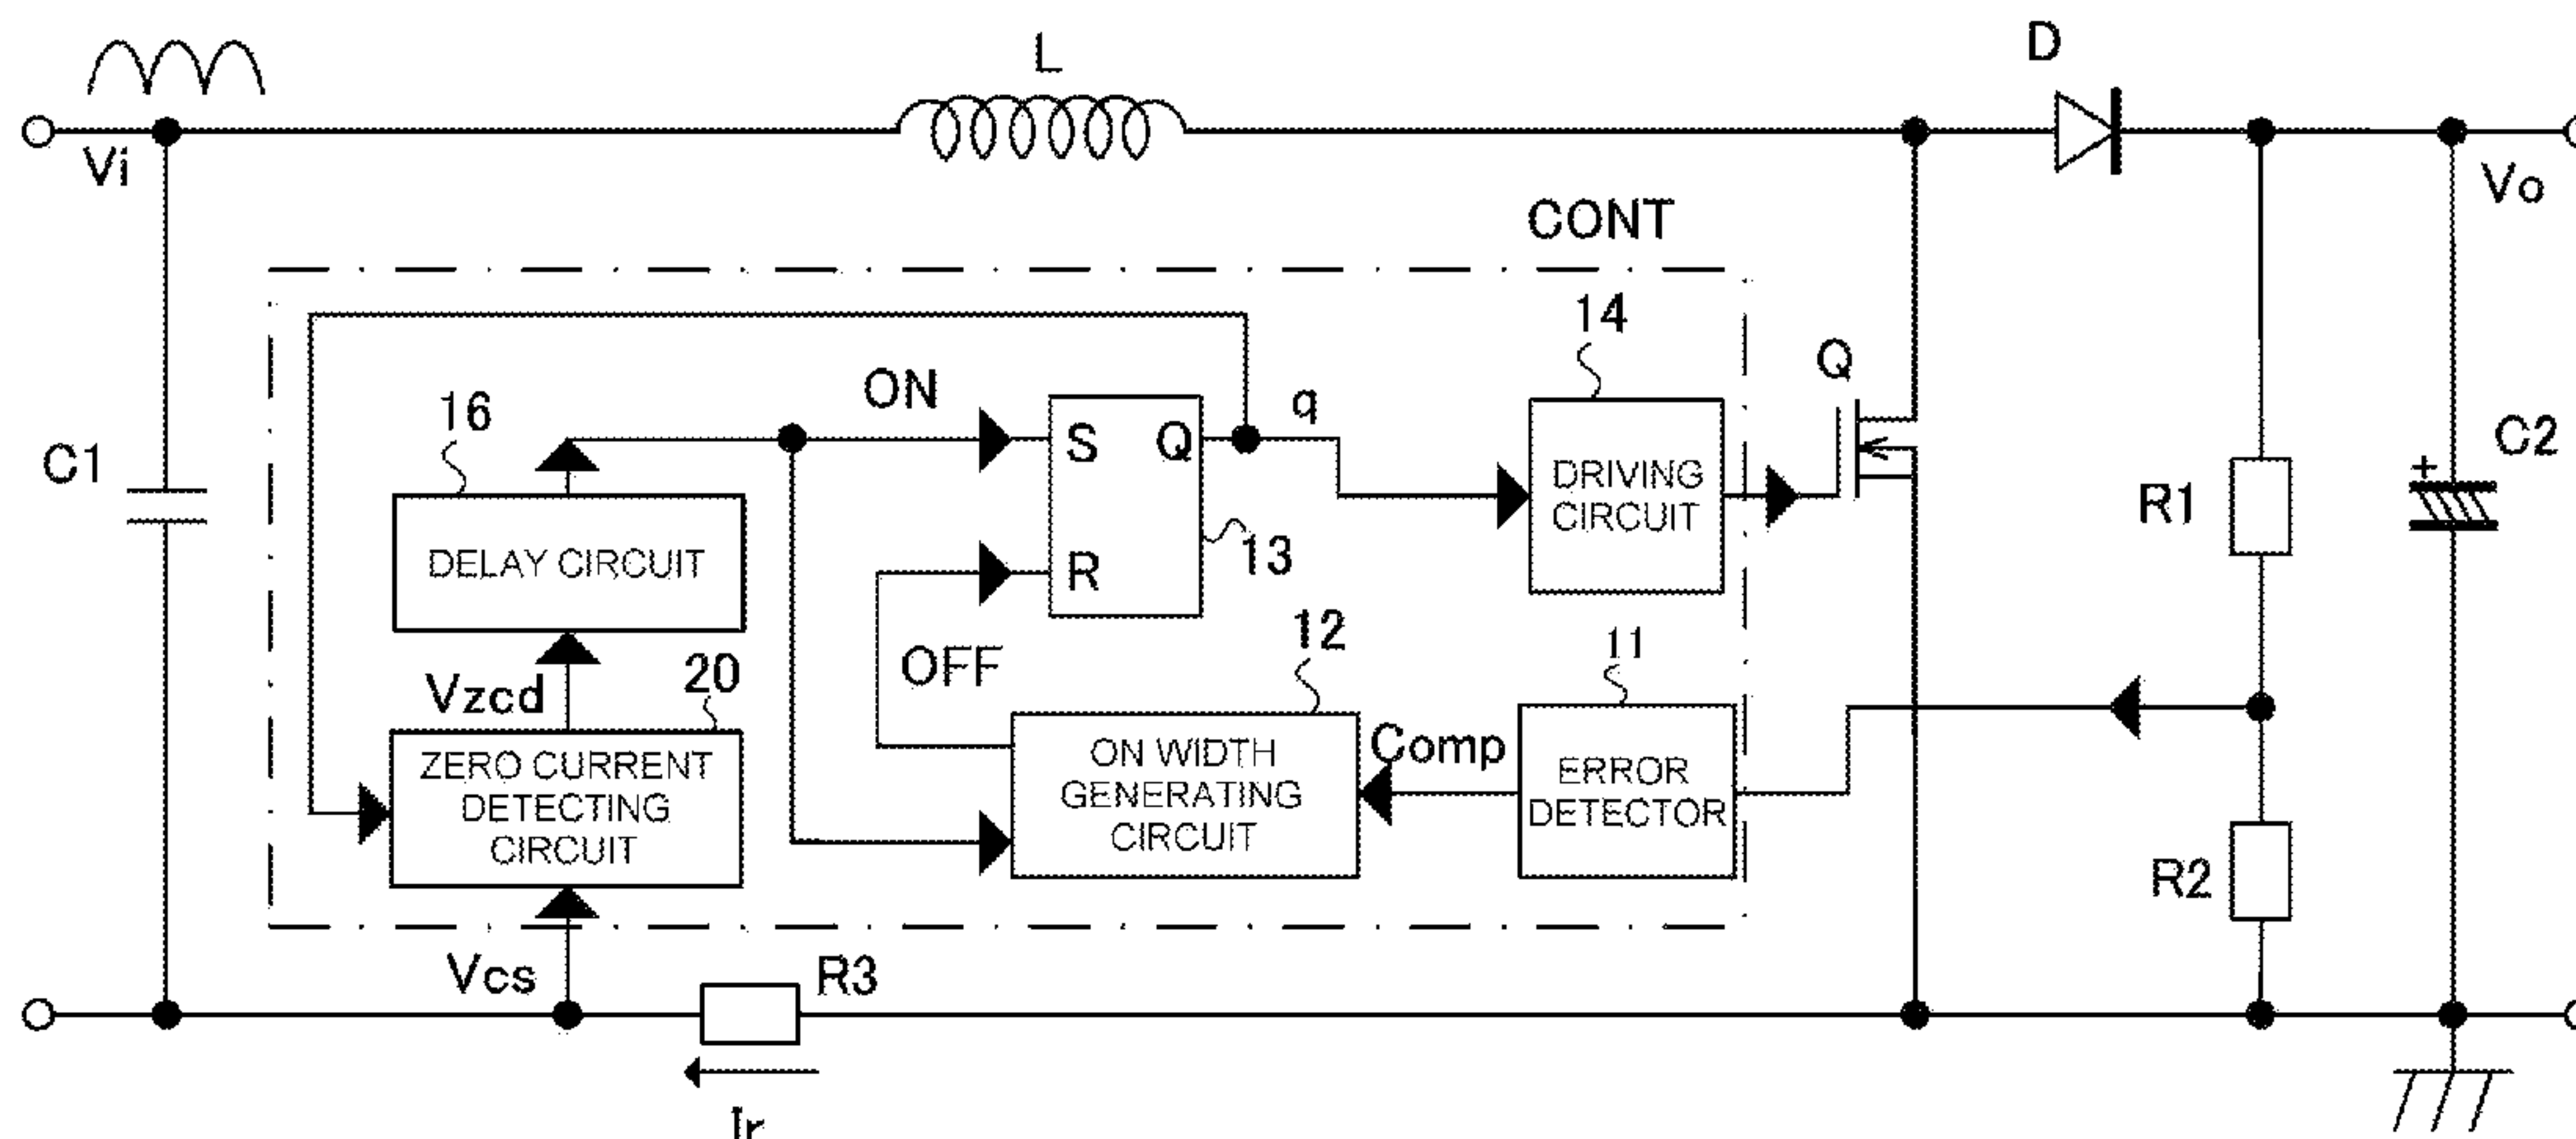 L
D
Vi
Vo
CONT
14
Q
16
ON
q
S
Q
C1
C2
+
DRIVING
CIRCUIT
R1
DELAY CIRCUIT
R
13
OFF
12
11
Vzcd
20
Comp
ZERO CURRENT
DETECTING
CIRCUIT
ON WIDTH
GENERATING
CIRCUIT
ERROR
DETECTOR
R2
Vcs
R3
Ir